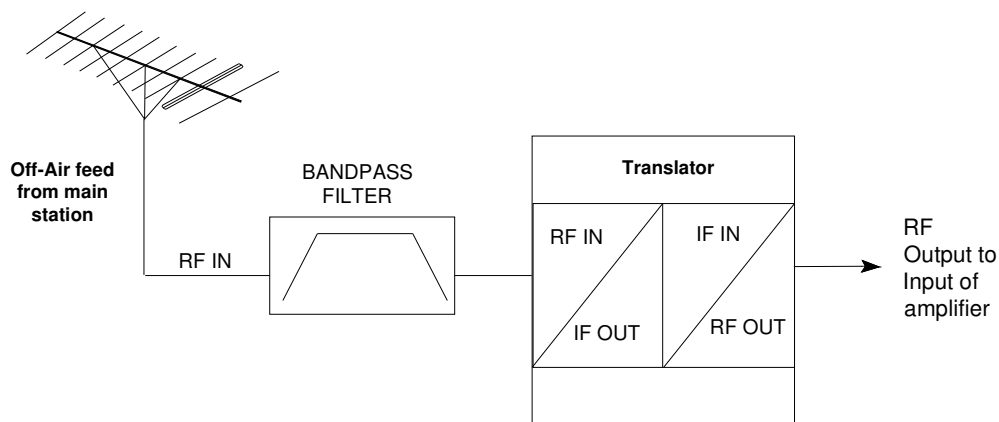 Off-Air feed
from main
station
RF IN
BANDPASS
FILTER
Translator
RF IN
IF OUT
IF IN
RF OUT
RF
Output to
Input of
amplifier